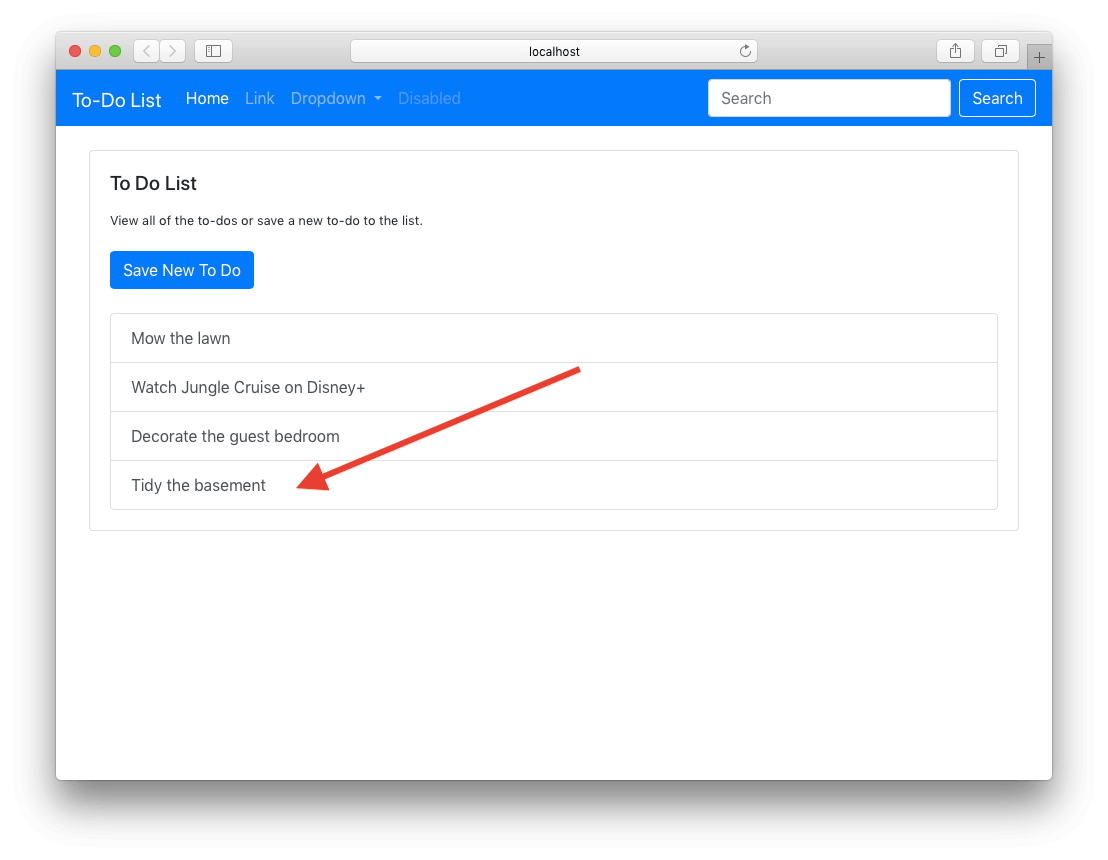 localhost
To-Do List Home Link Dropdown Disabled Search Search
To Do List
View all of the to-dos or save a new to-do to the list.
Save New To Do
Mow the lawn
Watch Jungle Cruise on Disney+
Decorate the guest bedroom
Tidy the basement